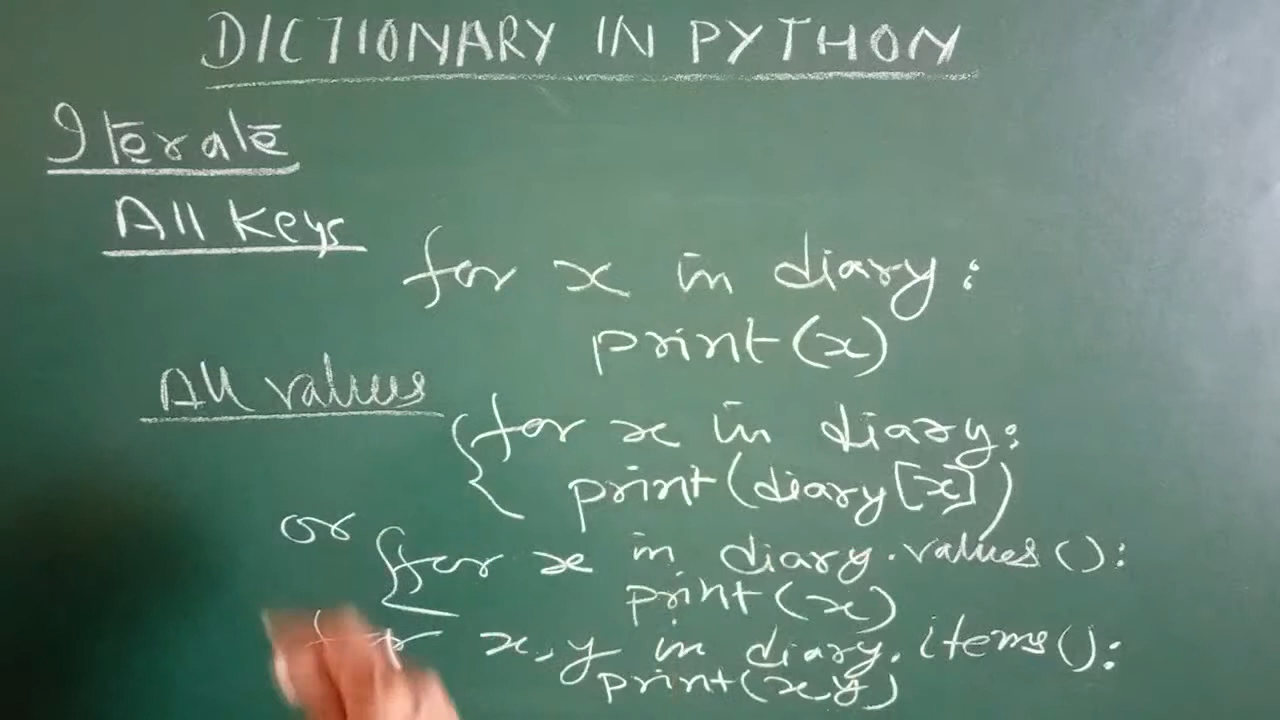 DICTIONARY IN PYTHON
Iterate
All Keys
for x in diary:
print(x)
All values
for x in diary:
print(diary[x])
or
for x in diary.values():
print(x)
for x,y in diary.items():
print(x,y)